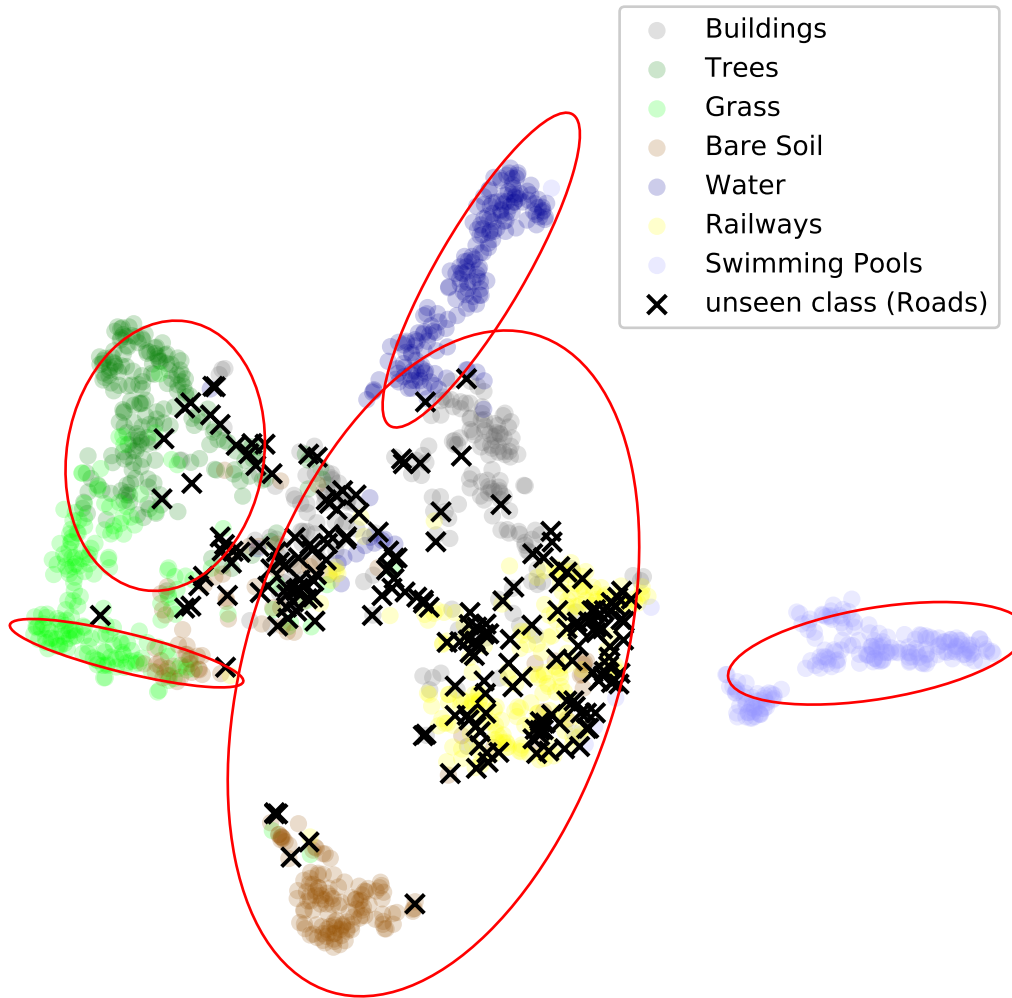 Buildings
Trees
Grass
Bare Soil
Water
Railways
Swimming Pools
unseen class (Roads)